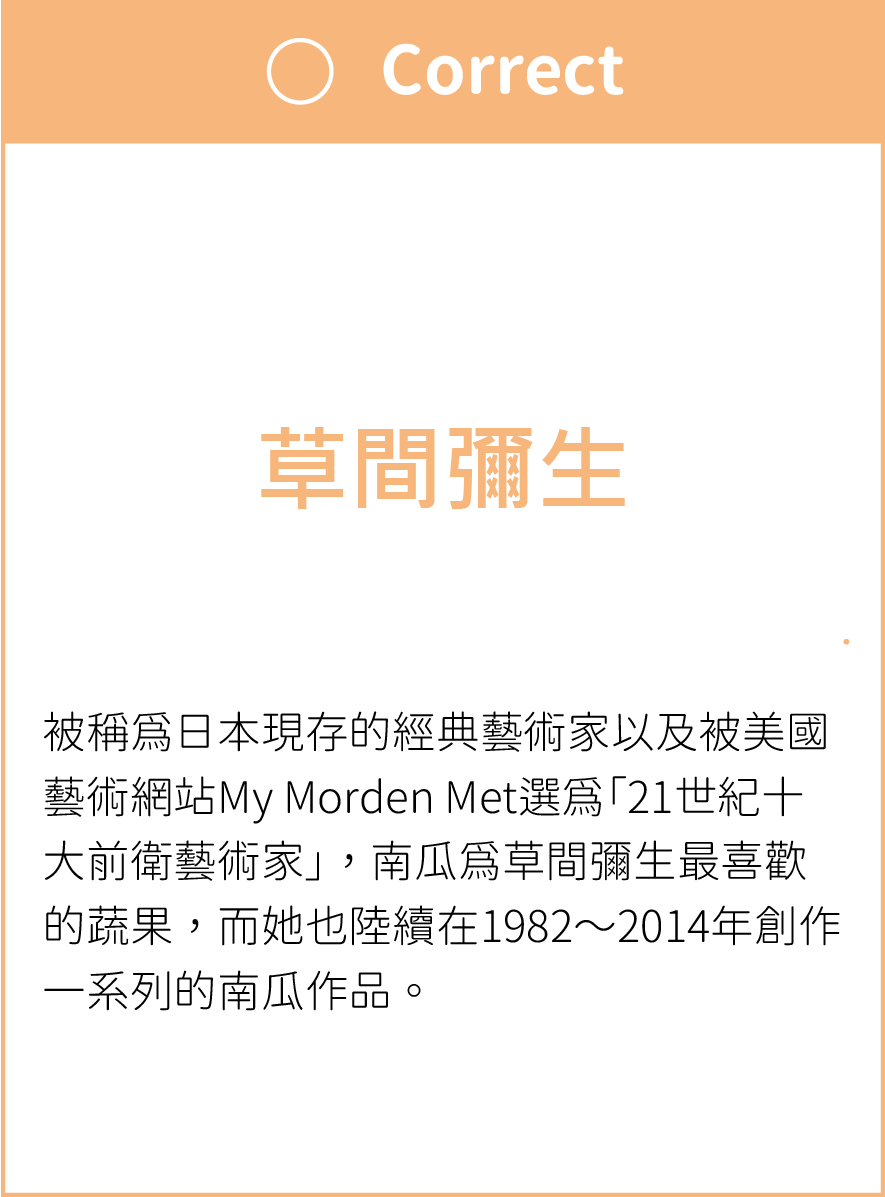 Correct
草間彌生
被稱爲日本現存的經典藝術家以及被美國
藝術網站My Morden Met選爲「21世紀十
大前衛藝術家」，南瓜爲草間彌生最喜歡
的蔬果，而她也陸續在1982～2014年創作
一系列的南瓜作品。